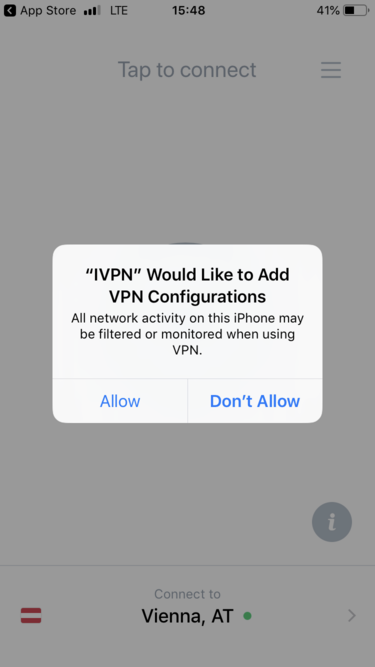 App Store LTE 15:48 41%
Tap to connect
“IVPN” Would Like to Add
VPN Configurations
All network activity on this iPhone may
be filtered or monitored when using
VPN.
Allow Don’t Allow
i
Connect to
Vienna, AT